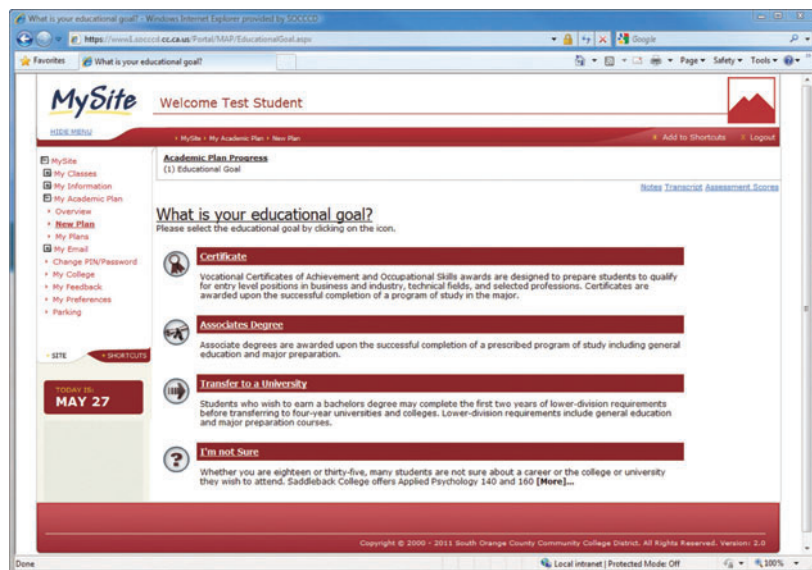 What is your educational goal? - Windows Internet Explorer provided by SOCCCD
cc.ca.us/Portal/MAP/EducationalGoal.aspx
Google
Favorites
What is your educational goal?
Page Safety Tools
MySite
Welcome Test Student
HIDE MENU
MySite My Academic Plan New Plan
Add to Shortcuts Logout
MySite
My Classes
My Information
My Academic Plan
Overview
New Plan
My Plans
My Email
Change PIN/Password
My College
My Feedback
My Preferences
Parking
SITE SHORTCUTS
TODAY IS:
MAY 27
Academic Plan Progress
(1) Educational Goal
Notes Transcript Assessment Scores
What is your educational goal?
Please select the educational goal by clicking on the icon.
Certificate
Vocational Certificates of Achievement and Occupational Skills awards are designed to prepare students to qualify
for entry level positions in business and industry, technical fields, and selected professions. Certificates are
awarded upon the successful completion of a program of study in the major.
Associates Degree
Associate degrees are awarded upon the successful completion of a prescribed program of study including general
education and major preparation.
Transfer to a University
Students who wish to earn a bachelors degree may complete the first two years of lower-division requirements
before transferring to four-year universities and colleges. Lower-division requirements include general education
and major preparation courses.
I'm not Sure
?
Whether you are eighteen or thirty-five, many students are not sure about a career or the college or university
they wish to attend. Saddleback College offers Applied Psychology 140 and 160 [More]...
Copyright © 2000 - 2011 South Orange County Community College District. All Rights Reserved. Version: 2.0
Done
Local intranet | Protected Mode: Off
100%